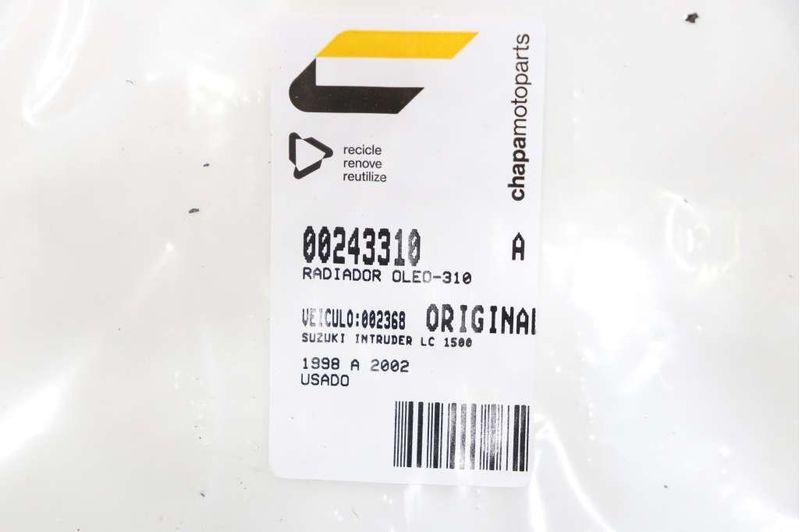 chapamotoparts
recicle
renove
reutilize
00243310 A
RADIADOR OLEO-310
VEICULO:002368 ORIGINAL
SUZUKI INTRUDER LC 1500
1998 A 2002
USADO